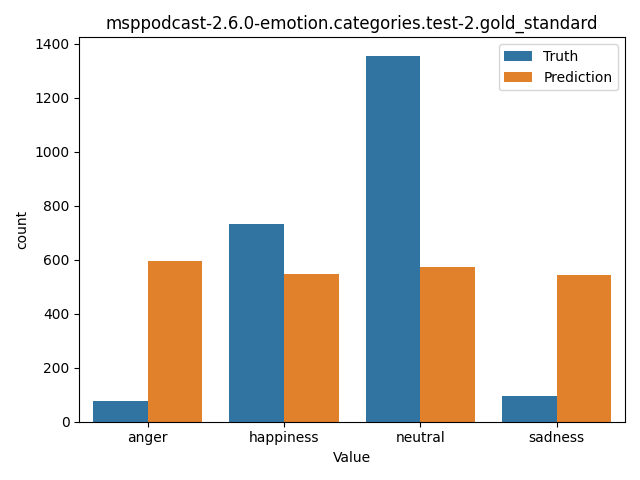 msppodcast-2.6.0-emotion.categories.test-2.gold_standard
Truth
Prediction
1400
1200
1000
800
600
400
200
0
count
anger happiness neutral sadness
Value